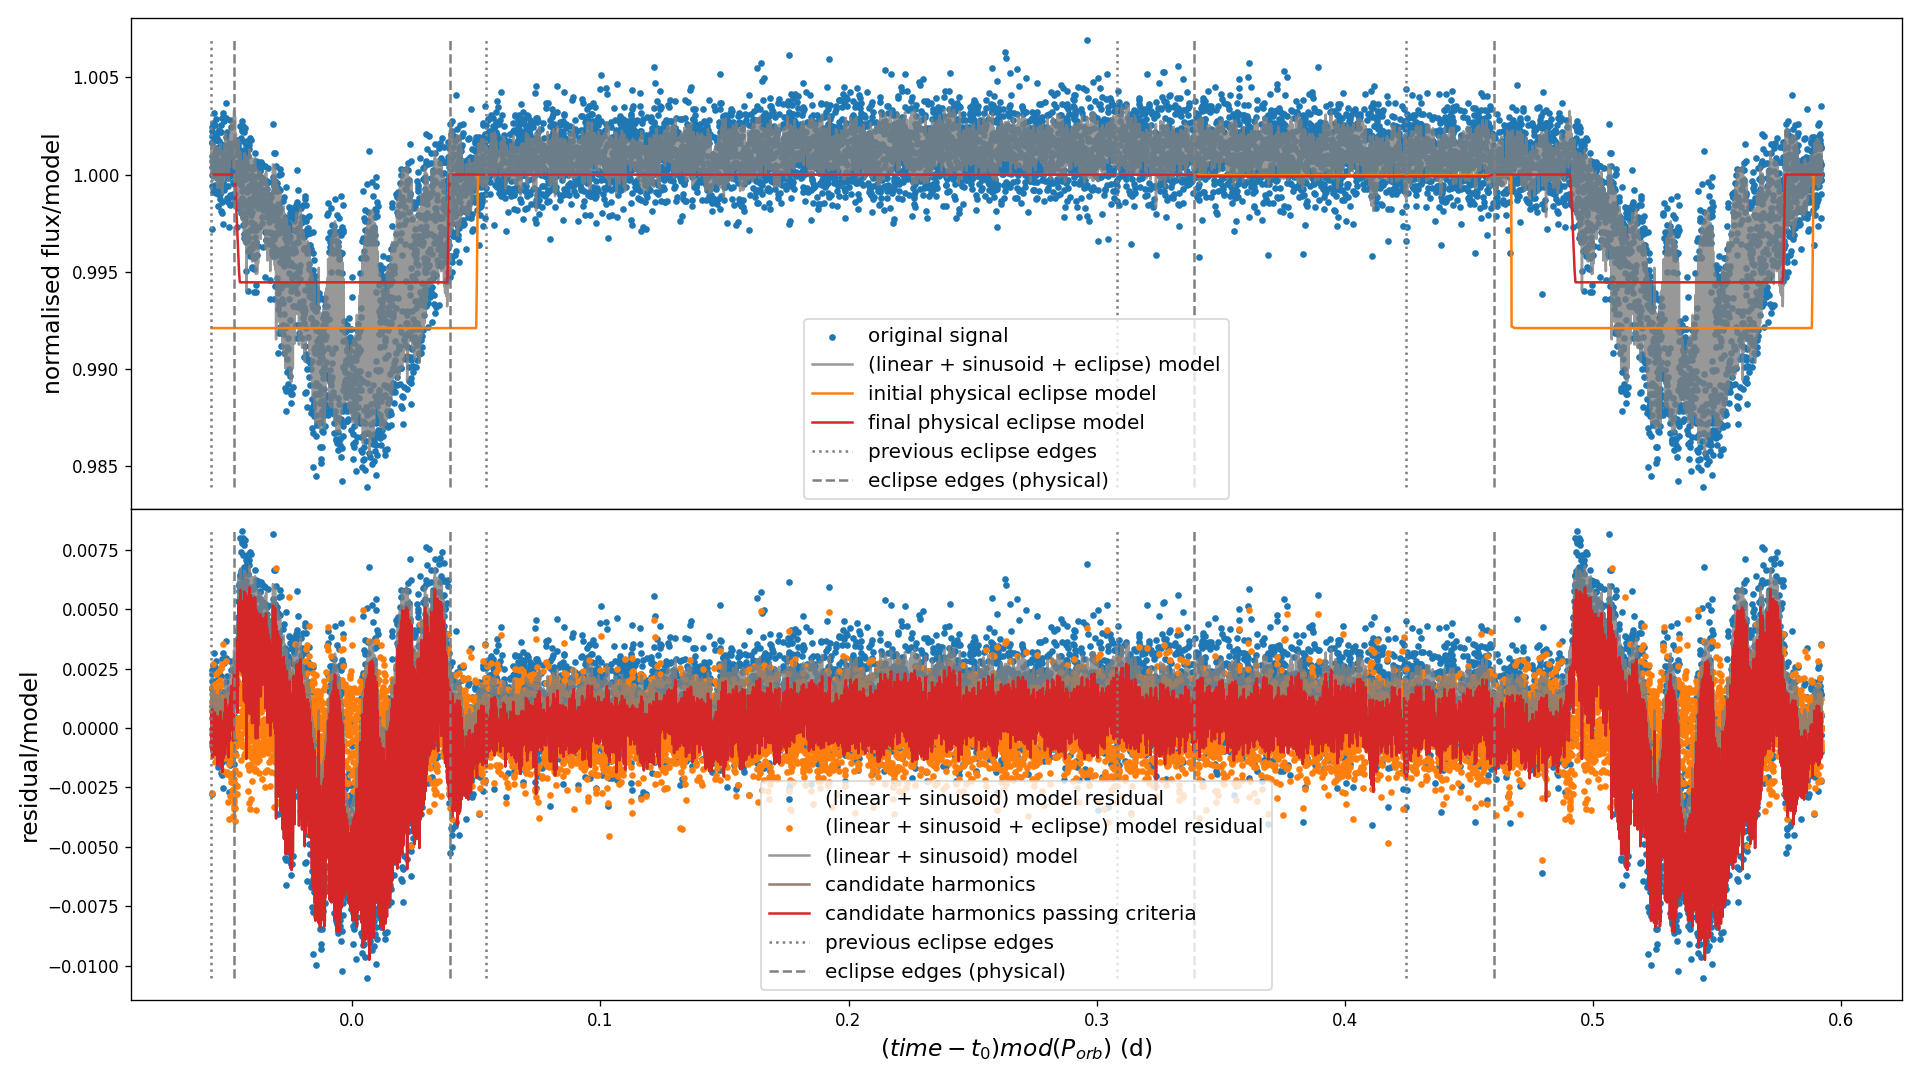 normalised flux/model
1.005
1.000
0.995
0.990
0.985
original signal
(linear + sinusoid + eclipse) model
initial physical eclipse model
final physical eclipse model
previous eclipse edges
eclipse edges (physical)
residual/model
0.0075
0.0050
0.0025
0.0000
−0.0025
−0.0050
−0.0075
−0.0100
(linear + sinusoid) model residual
(linear + sinusoid + eclipse) model residual
(linear + sinusoid) model
candidate harmonics
candidate harmonics passing criteria
previous eclipse edges
eclipse edges (physical)
0.0 0.1 0.2 0.3 0.4 0.5 0.6
(time − t₀)mod(P_orb) (d)